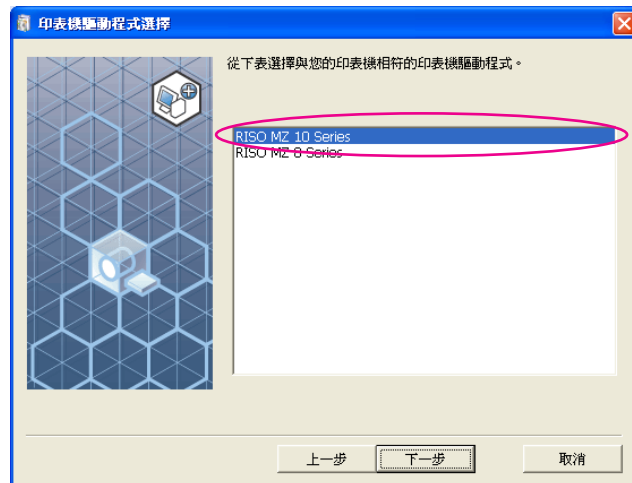 印表機驅動程式選擇
從下表選擇與您的印表機相符的印表機驅動程式。
RISO MZ 10 Series
RISO MZ 8 Series
上一步
下一步
取消